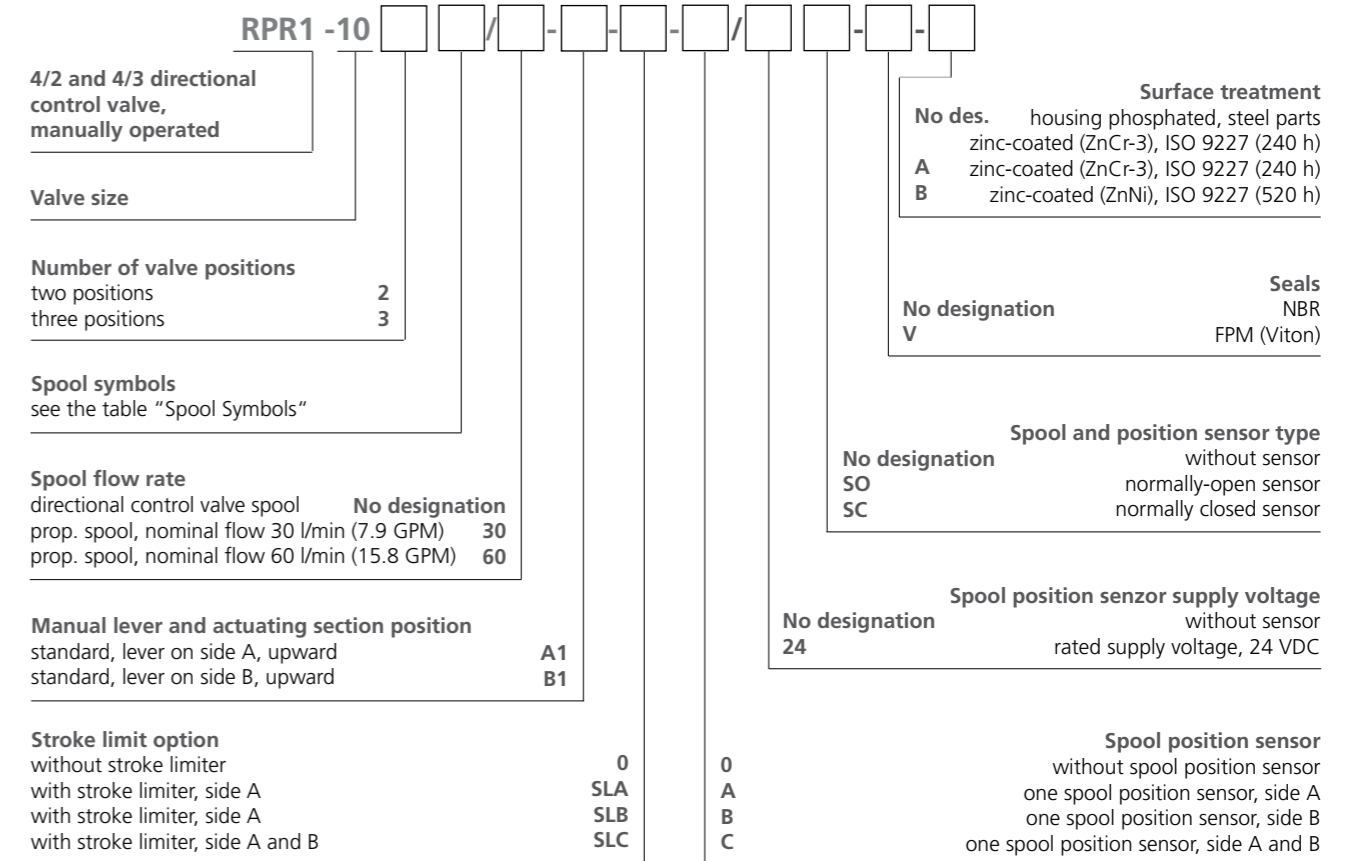 RPR1 -10 / - - - / - -
4/2 and 4/3 directional
control valve,
manually operated
Valve size
Number of valve positions
two positions 2
three positions 3
Spool symbols
see the table “Spool Symbols“
Spool flow rate
directional control valve spool No designation
prop. spool, nominal flow 30 l/min (7.9 GPM) 30
prop. spool, nominal flow 60 l/min (15.8 GPM) 60
Manual lever and actuating section position
standard, lever on side A, upward A1
standard, lever on side B, upward B1
Stroke limit option
without stroke limiter 0
with stroke limiter, side A SLA
with stroke limiter, side A SLB
with stroke limiter, side A and B SLC
Surface treatment
No des. housing phosphated, steel parts
zinc-coated (ZnCr-3), ISO 9227 (240 h)
A zinc-coated (ZnCr-3), ISO 9227 (240 h)
B zinc-coated (ZnNi), ISO 9227 (520 h)
Seals
No designation NBR
V FPM (Viton)
Spool and position sensor type
No designation without sensor
SO normally-open sensor
SC normally closed sensor
Spool position senzor supply voltage
No designation without sensor
24 rated supply voltage, 24 VDC
Spool position sensor
0 without spool position sensor
A one spool position sensor, side A
B one spool position sensor, side B
C one spool position sensor, side A and B